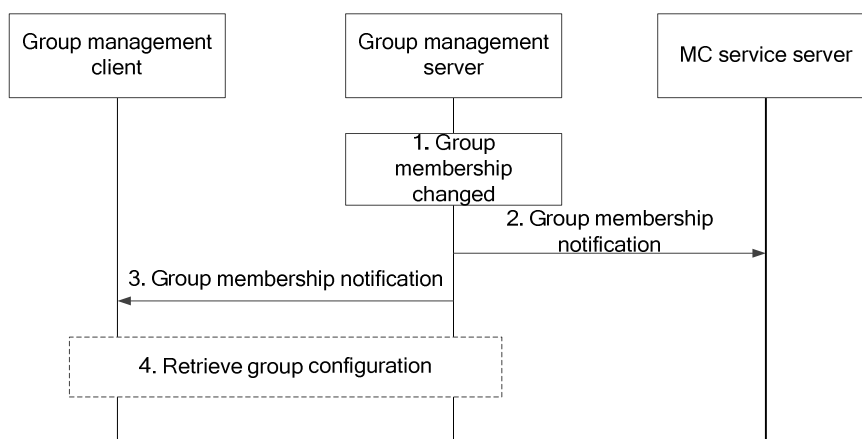 Group management
client
Group management
server
MC service server
1. Group
membership
changed
2. Group membership
notification
3. Group membership notification
4. Retrieve group configuration